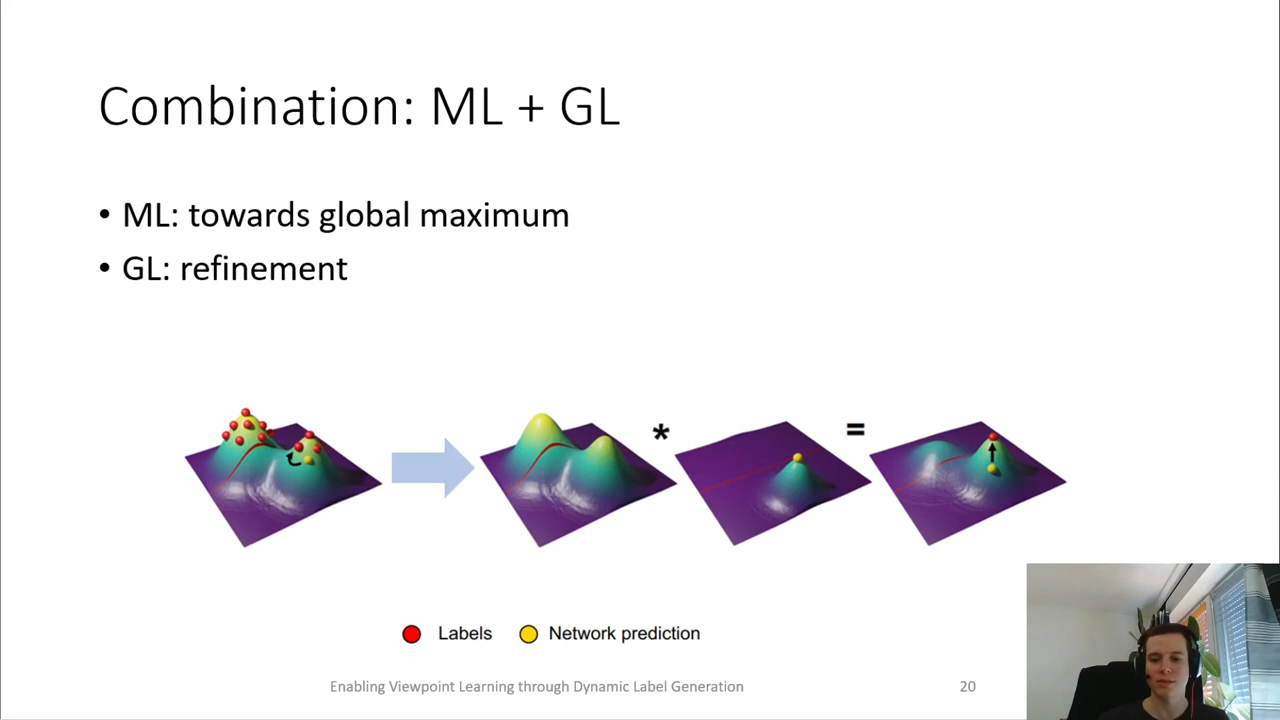 Combination: ML + GL
• ML: towards global maximum
• GL: refinement
* =
Labels Network prediction
Enabling Viewpoint Learning through Dynamic Label Generation 20